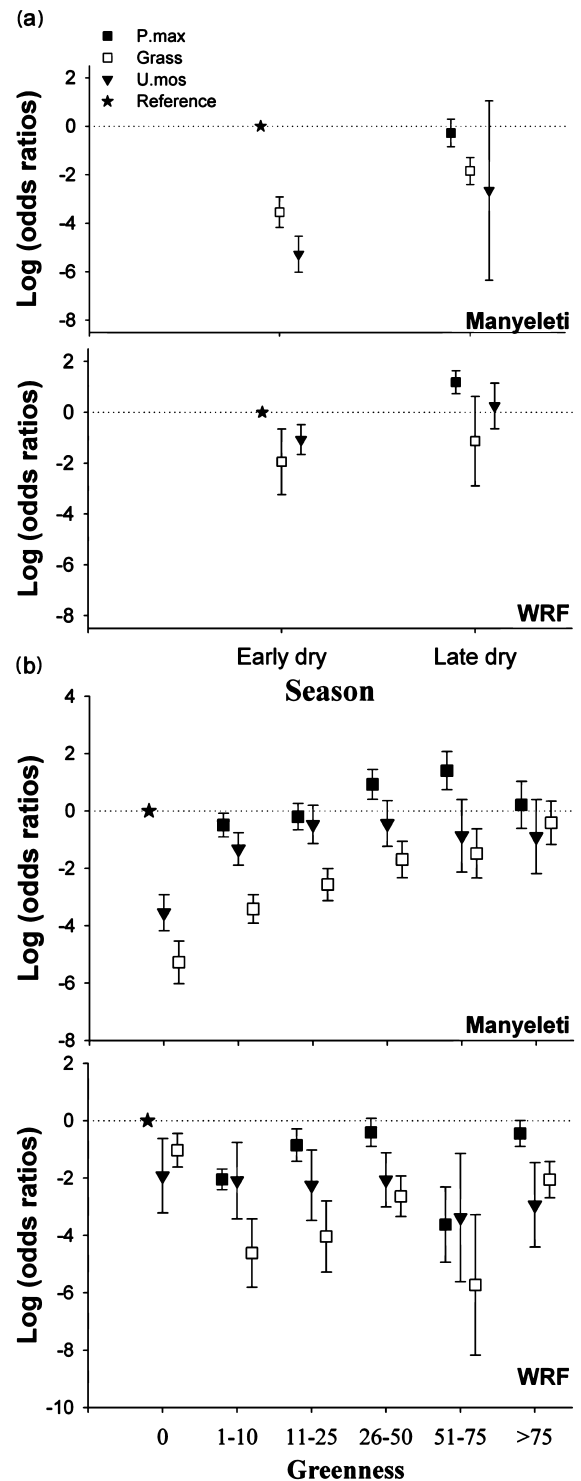 (a)
P.max
Grass
U.mos
Reference
2
0
-2
-4
-6
-8
Log (odds ratios)
Manyeleti
2
0
-2
-4
-6
-8
Log (odds ratios)
WRF
Early dry Late dry
Season
(b)
4
2
0
-2
-4
-6
-8
Log (odds ratios)
Manyeleti
2
0
-2
-4
-6
-8
-10
Log (odds ratios)
WRF
0 1-10 11-25 26-50 51-75 >75
Greenness